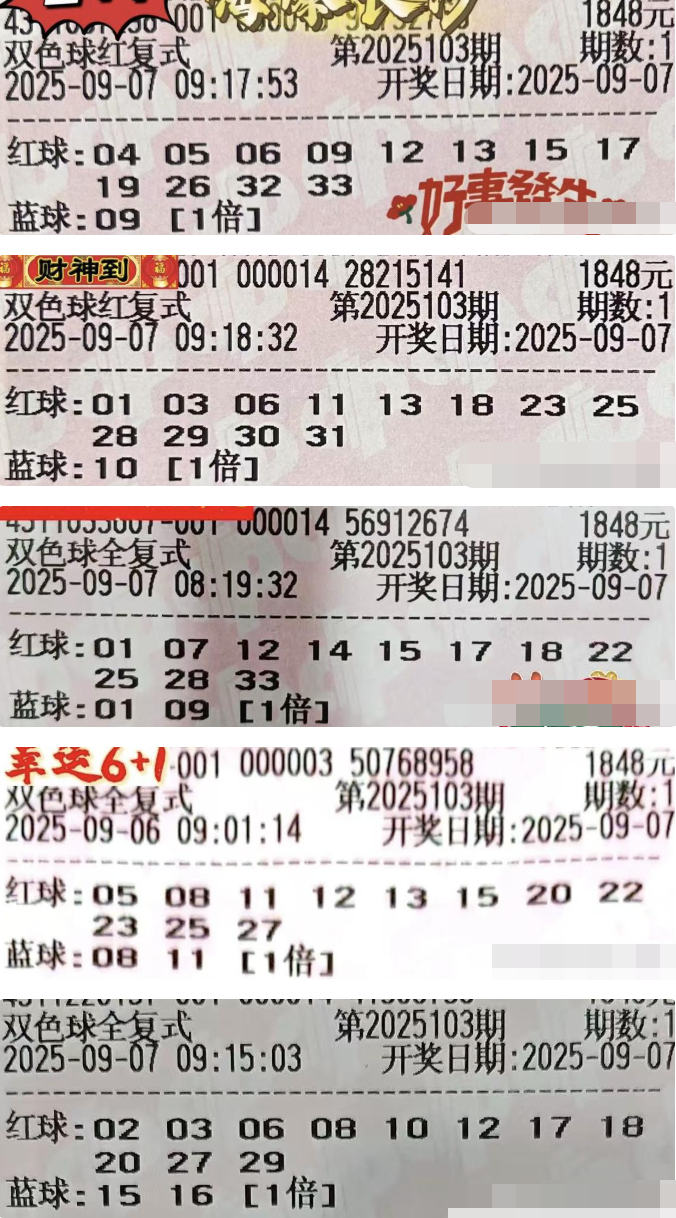 001
1848元
双色球红复式 第2025103期 期数:1
2025-09-07 09:17:53 开奖日期:2025-09-07
红球:04 05 06 09 12 13 15 17
19 26 32 33
蓝球:09 [1倍]
好事發生
财神到
001 000014 28215141 1848元
双色球红复式 第2025103期 期数:1
2025-09-07 09:18:32 开奖日期:2025-09-07
红球:01 03 06 11 13 18 23 25
28 29 30 31
蓝球:10 [1倍]
-001 000014 56912674 1848元
双色球全复式 第2025103期 期数:1
2025-09-07 08:19:32 开奖日期:2025-09-07
红球:01 07 12 14 15 17 18 22
25 28 33
蓝球:01 09 [1倍]
幸运6+1
-001 000003 50768958 1848元
双色球全复式 第2025103期 期数:1
2025-09-06 09:01:14 开奖日期:2025-09-07
红球:05 08 11 12 13 15 20 22
23 25 27
蓝球:08 11 [1倍]
双色球全复式 第2025103期 期数:1
2025-09-07 09:15:03 开奖日期:2025-09-07
红球:02 03 06 08 10 12 17 18
20 27 29
蓝球:15 16 [1倍]